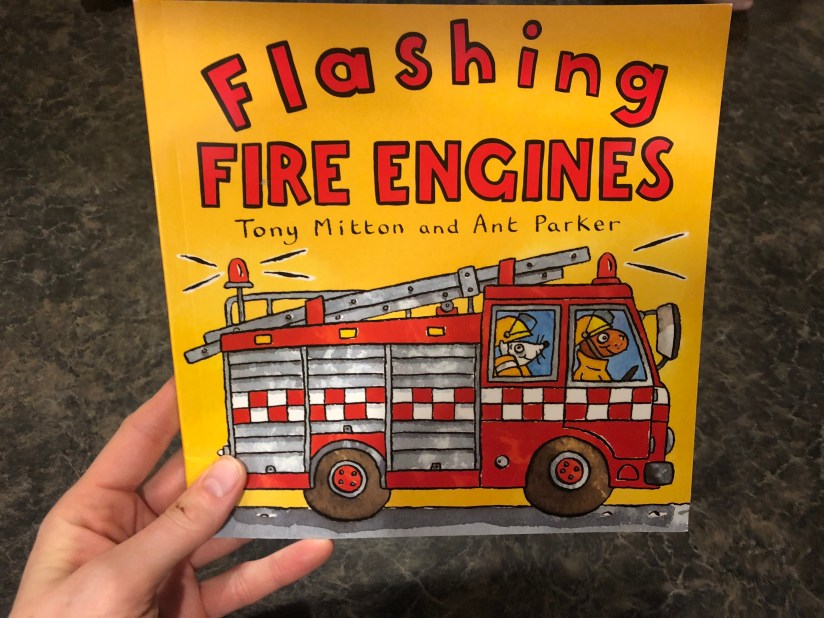 Flashing
FIRE ENGINES
Tony Mitton and Ant Parker